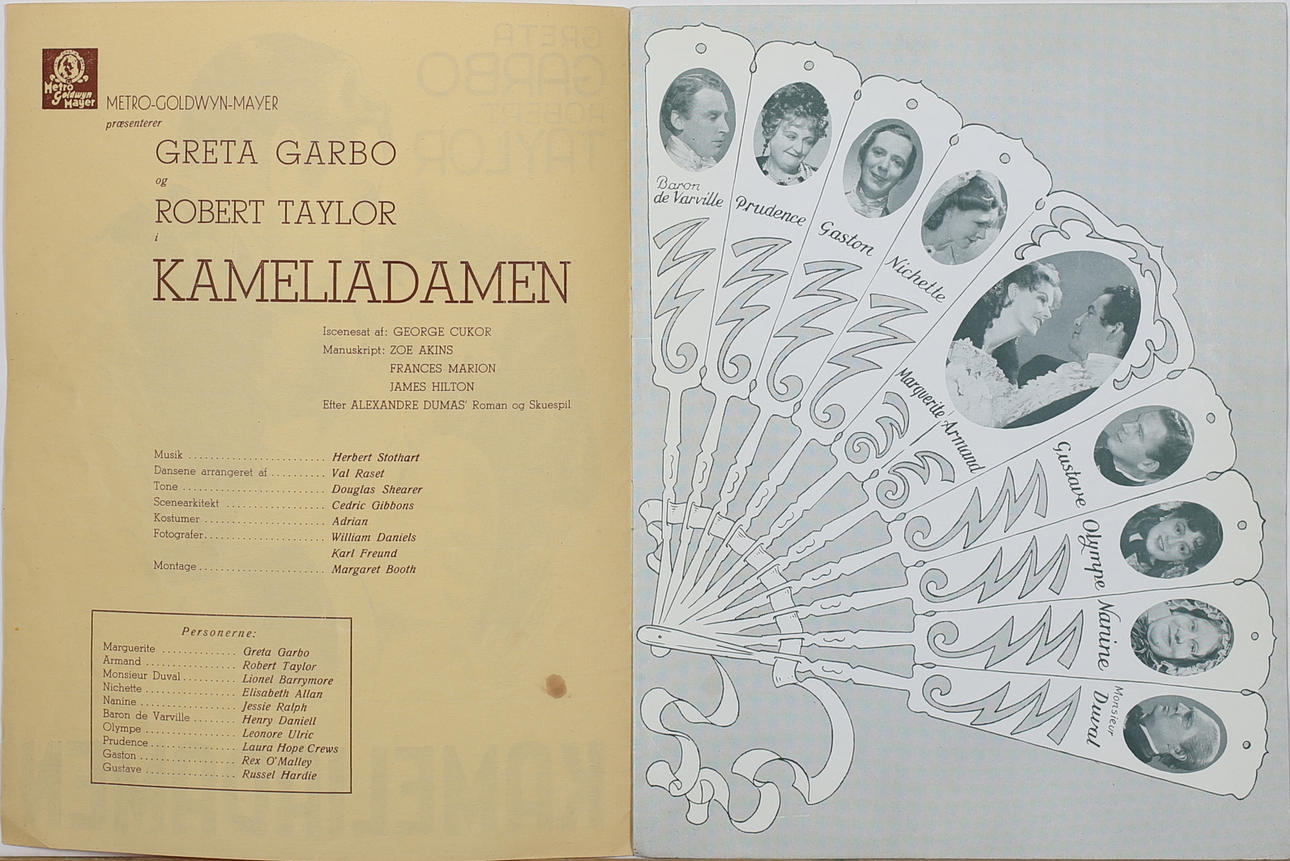 Metro
Goldwyn
Mayer
METRO-GOLDWYN-MAYER
præsenterer
GRETA GARBO
og
ROBERT TAYLOR
i
KAMELIADAMEN
Iscenesat af: GEORGE CUKOR
Manuskript: ZOE AKINS
FRANCES MARION
JAMES HILTON
Efter ALEXANDRE DUMAS' Roman og Skuespil
Musik ........................ Herbert Stothart
Dansene arrangeret af .......... Val Raset
Tone .......................... Douglas Shearer
Scenearkitekt .................. Cedric Gibbons
Kostumer ...................... Adrian
Fotografer...................... William Daniels
Karl Freund
Montage........................ Margaret Booth
Personerne:
Marguerite .............. Greta Garbo
Armand ................. Robert Taylor
Monsieur Duval.......... Lionel Barrymore
Nichette ................. Elisabeth Allan
Nanine .................. Jessie Ralph
Baron de Varville ........ Henry Daniell
Olympe .................. Leonore Ulric
Prudence ................ Laura Hope Crews
Gaston .................. Rex O'Malley
Gustave ................. Russel Hardie
Baron
de Varville
Prudence
Gaston
Nichette
Marguerite
Armand
Gustave
Olympe
Nanine
Monsieur
Duval
GRETA
GARBO
ROBERT
TAYLOR
KAMELIADAMEN